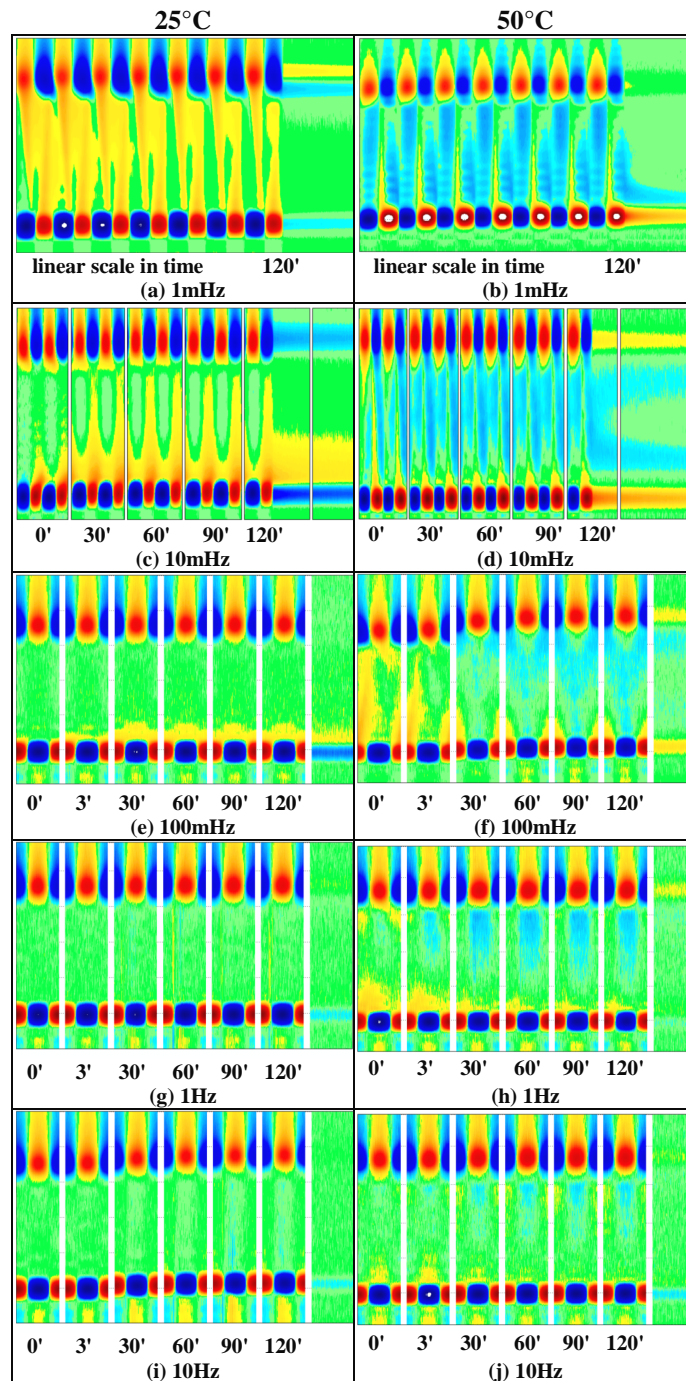 25°C 50°C
linear scale in time 120' linear scale in time 120'
(a) 1mHz (b) 1mHz
0' 30' 60' 90' 120' 0' 30' 60' 90' 120'
(c) 10mHz (d) 10mHz
0' 3' 30' 60' 90' 120' 0' 3' 30' 60' 90' 120'
(e) 100mHz (f) 100mHz
0' 3' 30' 60' 90' 120' 0' 3' 30' 60' 90' 120'
(g) 1Hz (h) 1Hz
0' 3' 30' 60' 90' 120' 0' 3' 30' 60' 90' 120'
(i) 10Hz (j) 10Hz